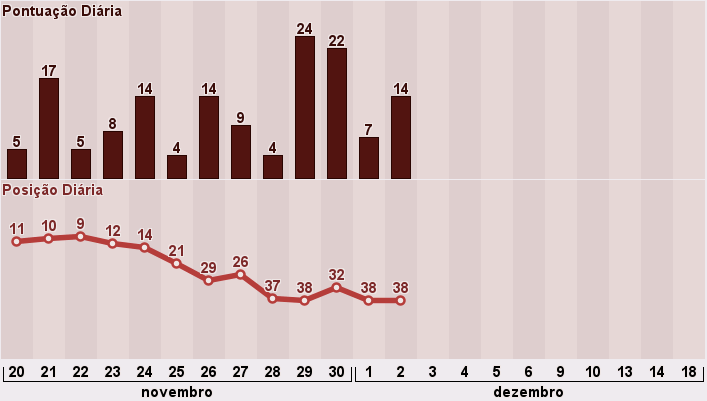 Pontuação Diária
5 17 5 8 14 4 14 9 4 24 22 7 14
Posição Diária
11 10 9 12 14 21 29 26 37 38 32 38 38
20 21 22 23 24 25 26 27 28 29 30 1 2 3 4 5 6 9 10 13 14 18
novembro dezembro